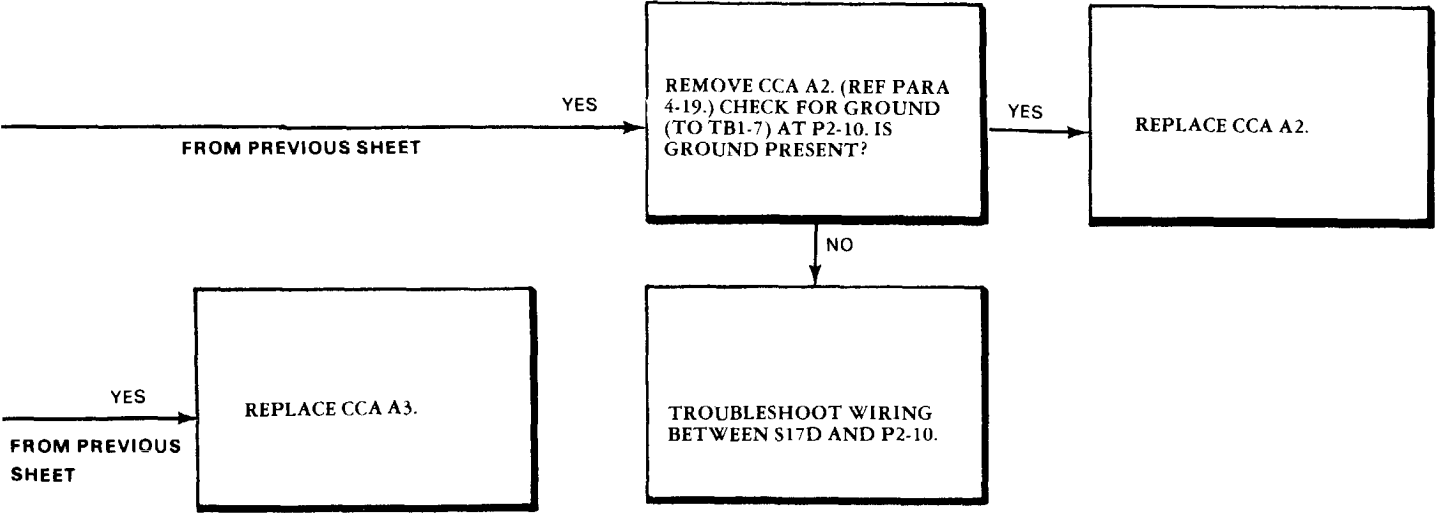 YES
FROM PREVIOUS SHEET
REMOVE CCA A2. (REF PARA
4-19.) CHECK FOR GROUND
(TO TB1-7) AT P2-10. IS
GROUND PRESENT?
YES
REPLACE CCA A2.
NO
YES
FROM PREVIOUS
SHEET
REPLACE CCA A3.
TROUBLESHOOT WIRING
BETWEEN S17D AND P2-10.